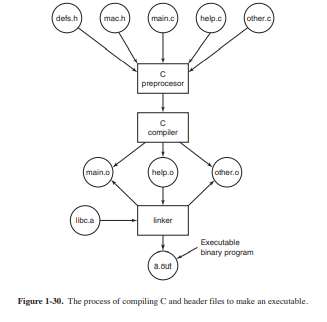 defs.h mac.h main.c help.c other.c
C
preprocesor
C
compiler
main.o help.o other.o
libc.a linker
Executable
binary program
a.out
Figure 1-30. The process of compiling C and header files to make an executable.